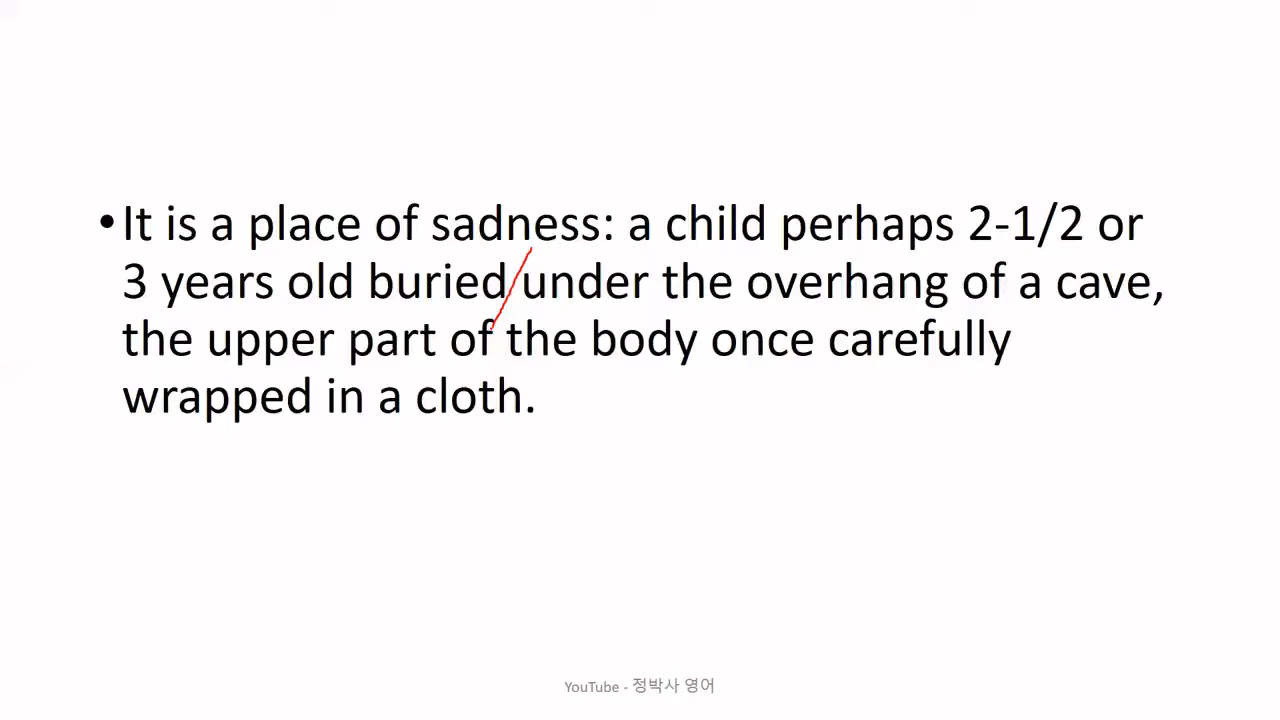 •It is a place of sadness: a child perhaps 2-1/2 or
3 years old buried under the overhang of a cave,
the upper part of the body once carefully
wrapped in a cloth.
YouTube - 정박사 영어